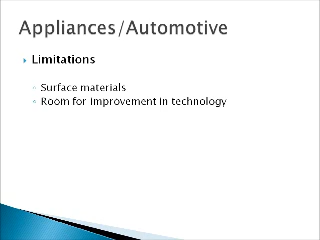 Appliances/Automotive
Limitations
Surface materials
Room for improvement in technology